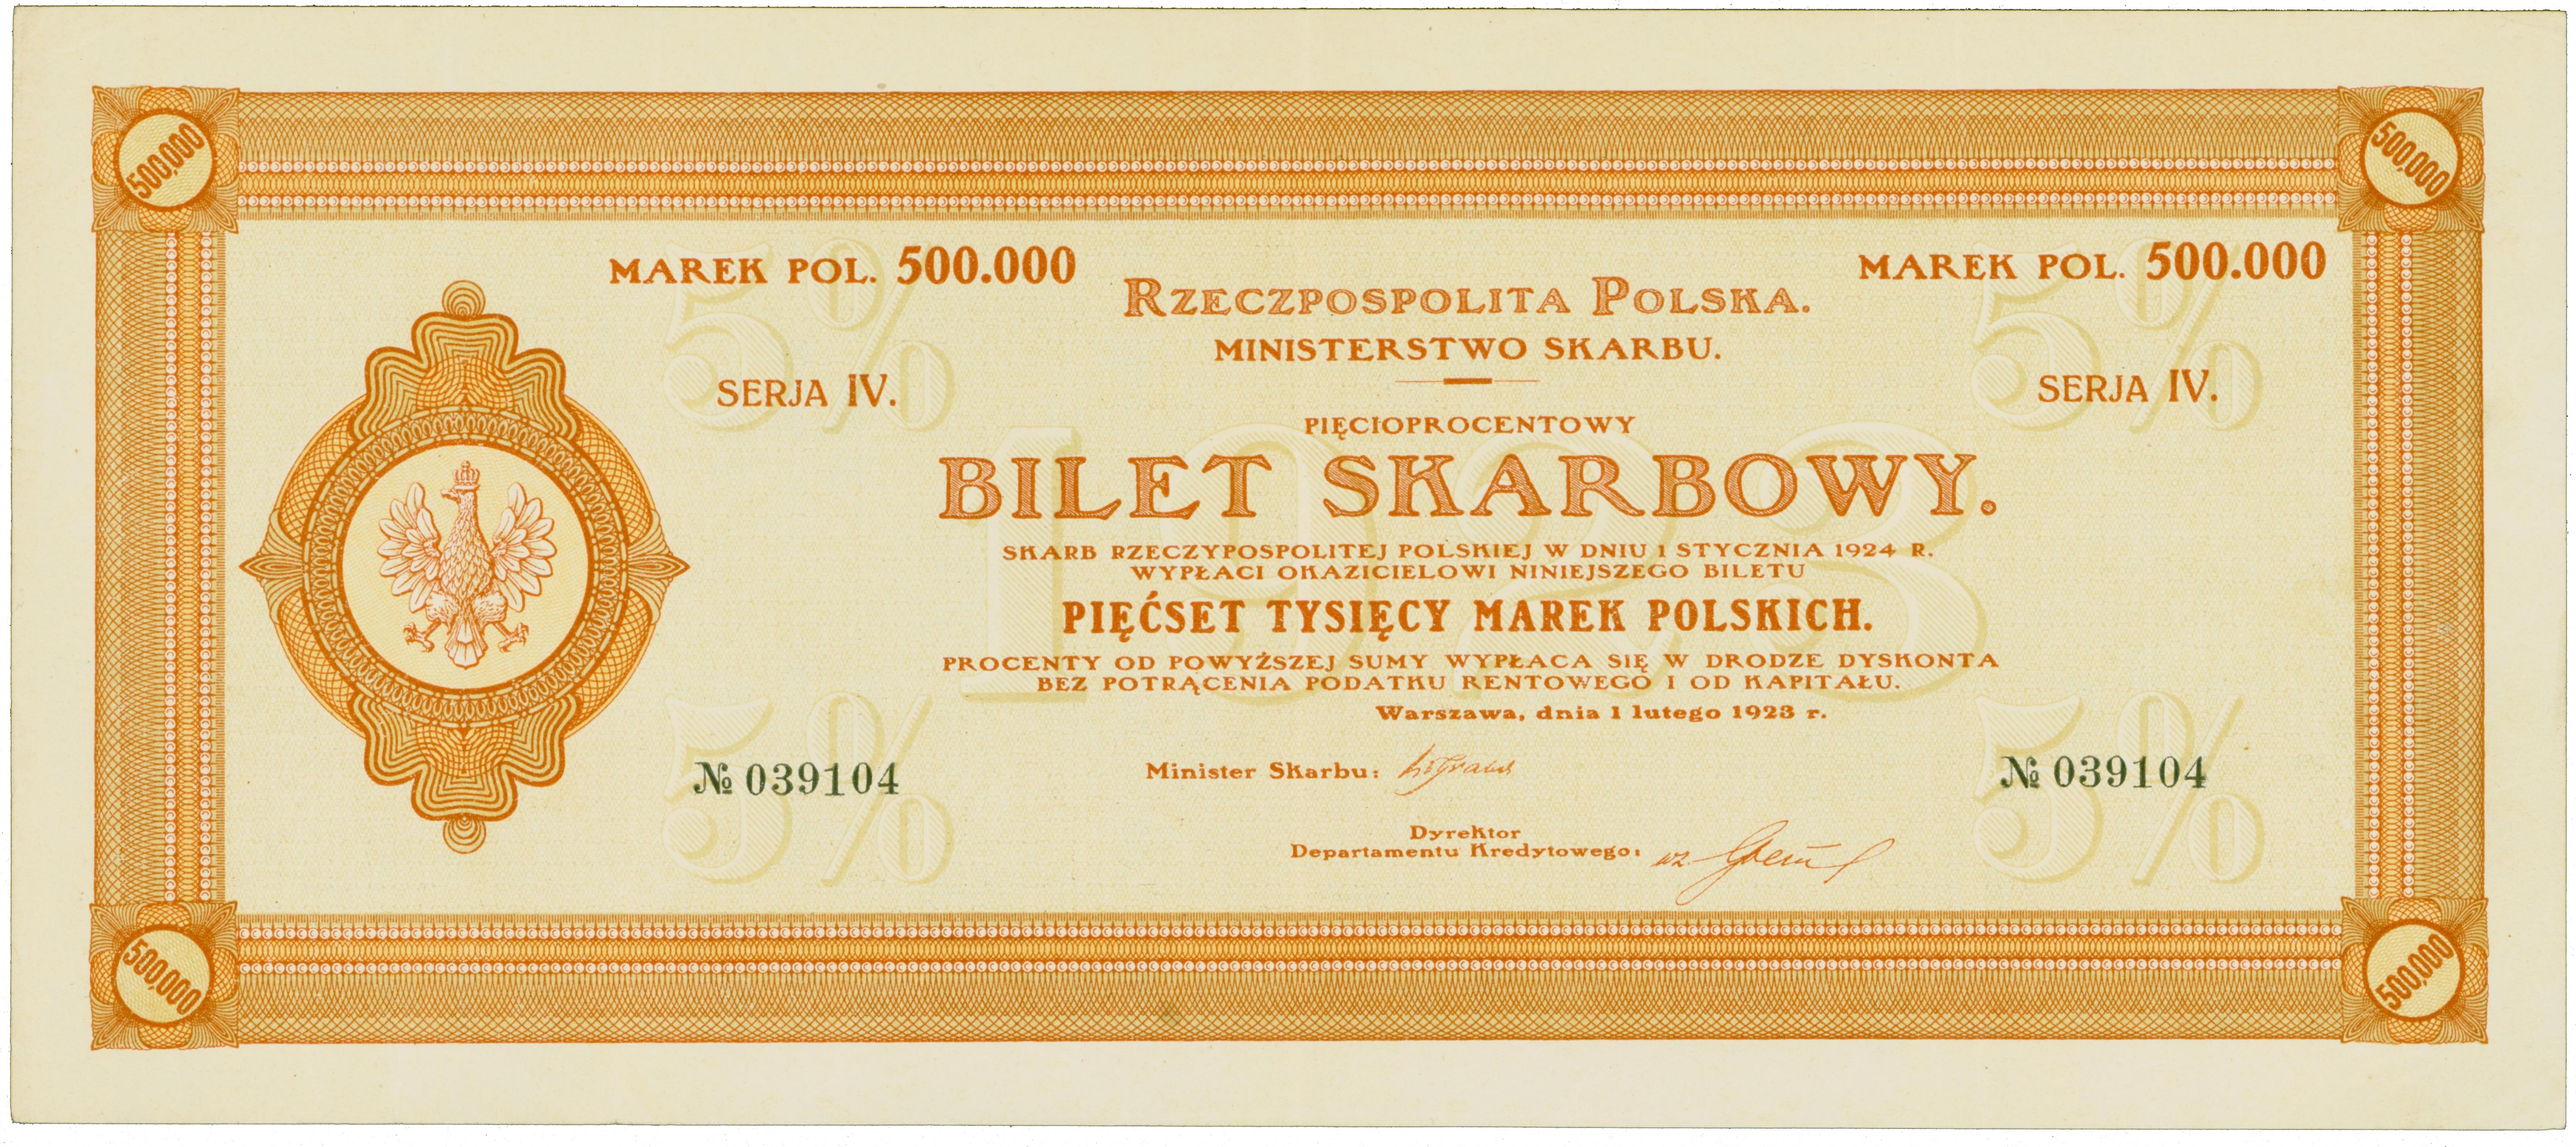 500,000
500,000
MAREK POL. 500.000
MAREK POL. 500.000
RZECZPOSPOLITA POLSKA.
MINISTERSTWO SKARBU.
5%
5%
SERJA IV.
SERJA IV.
PIĘCIOPROCENTOWY
1923
BILET SKARBOWY.
SKARB RZECZYPOSPOLITEJ POLSKIEJ W DNIU 1 STYCZNIA 1924 R.
WYPŁACI OKAZICIELOWI NINIEJSZEGO BILETU
PIĘĆSET TYSIĘCY MAREK POLSKICH.
PROCENTY OD POWYŻSZEJ SUMY WYPŁACA SIĘ W DRODZE DYSKONTA
BEZ POTRĄCENIA PODATKU RENTOWEGO I OD KAPITAŁU.
Warszawa, dnia 1 lutego 1923 r.
5%
5%
№ 039104
Minister Skarbu:
№ 039104
Dyrektor
Departamentu Kredytowego:
500,000
500,000